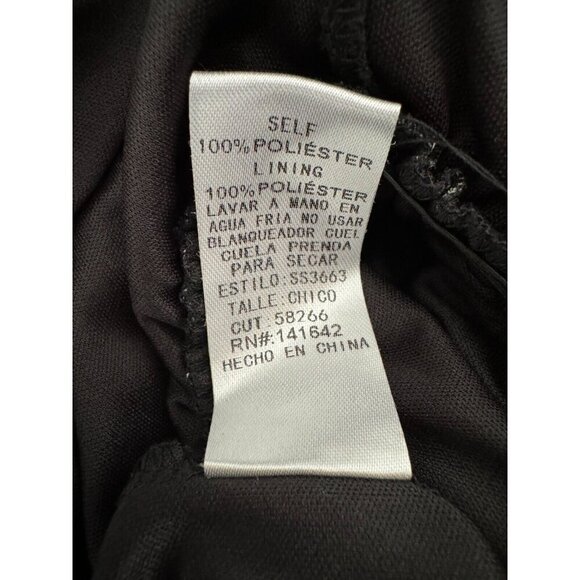 SELF
100% POLIÉSTER
LINING
100% POLIÉSTER
LAVAR A MANO EN
AGUA FRIA NO USAR
BLANQUEADOR CUEL
CUELA PRENDA
PARA SECAR
ESTILO:SS3663
TALLE:CHICO
CUT:58266
RN#:141642
HECHO EN CHINA